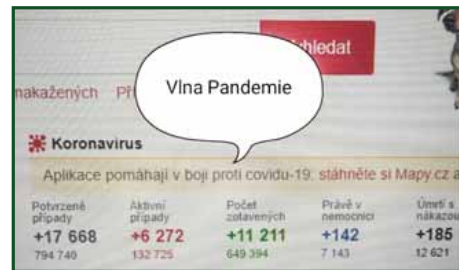 hledat
Vlna Pandemie
nakažených
Koronavirus
Aplikace pomáhají v boji proti covidu-19: stáhněte si Mapy.cz a
Potvrzené případy
Aktivní případy
Počet zotavených
Právě v nemocnici
Úmrtí s nákazou
+17 668
+6 272
+11 211
+142
+185
794 740
132 725
649 394
7 143
12 621